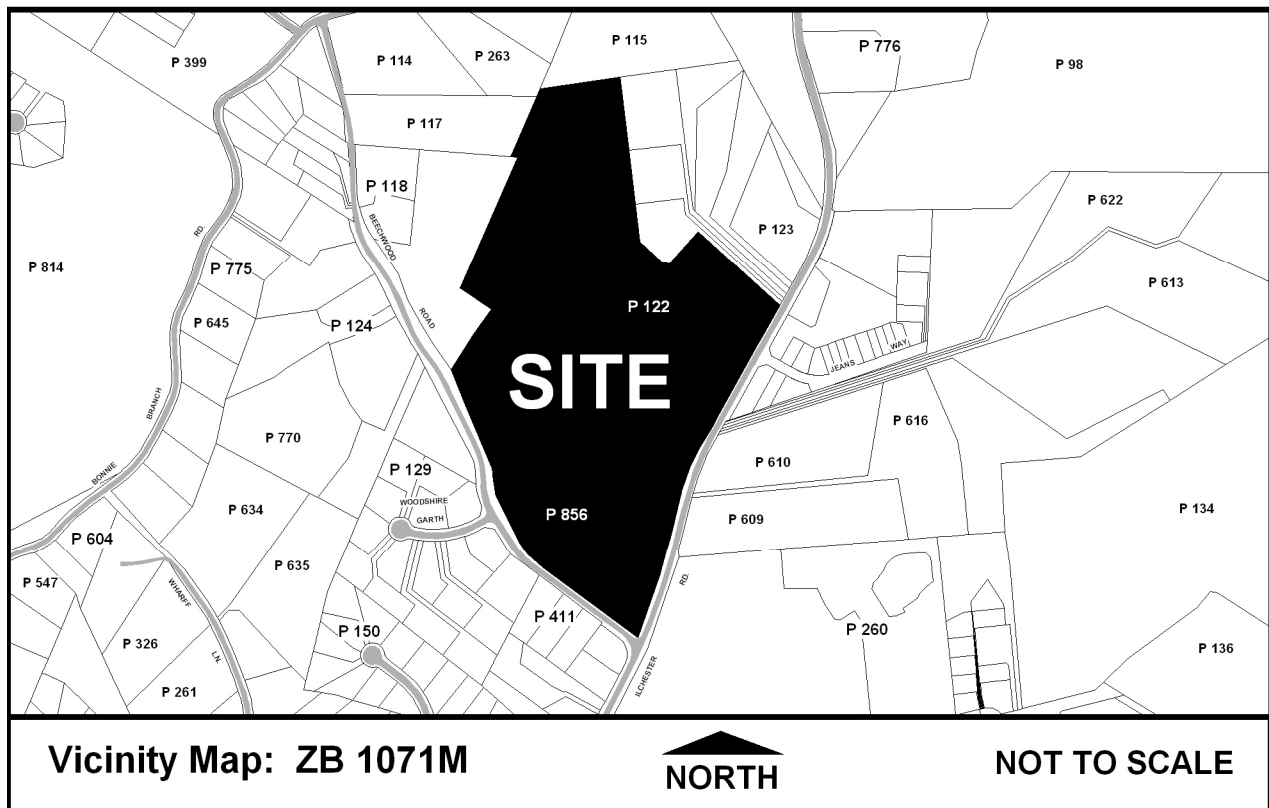 P 115
P 776
P 399
P 114
P 263
P 98
P 117
P 118
P 622
BEECHWOOD
ROAD
RD.
P 123
P 814
P 775
P 613
P 122
P 645
P 124
SITE
JEANS WAY
BRANCH
BONNIE
P 616
P 770
P 129
P 610
WOODSHIRE
GARTH
P 634
P 856
P 609
P 134
P 604
P 635
P 547
WHARFF
LN.
RD.
ILCHESTER
P 411
P 150
P 260
P 326
P 136
P 261
Vicinity Map: ZB 1071M
NORTH
NOT TO SCALE